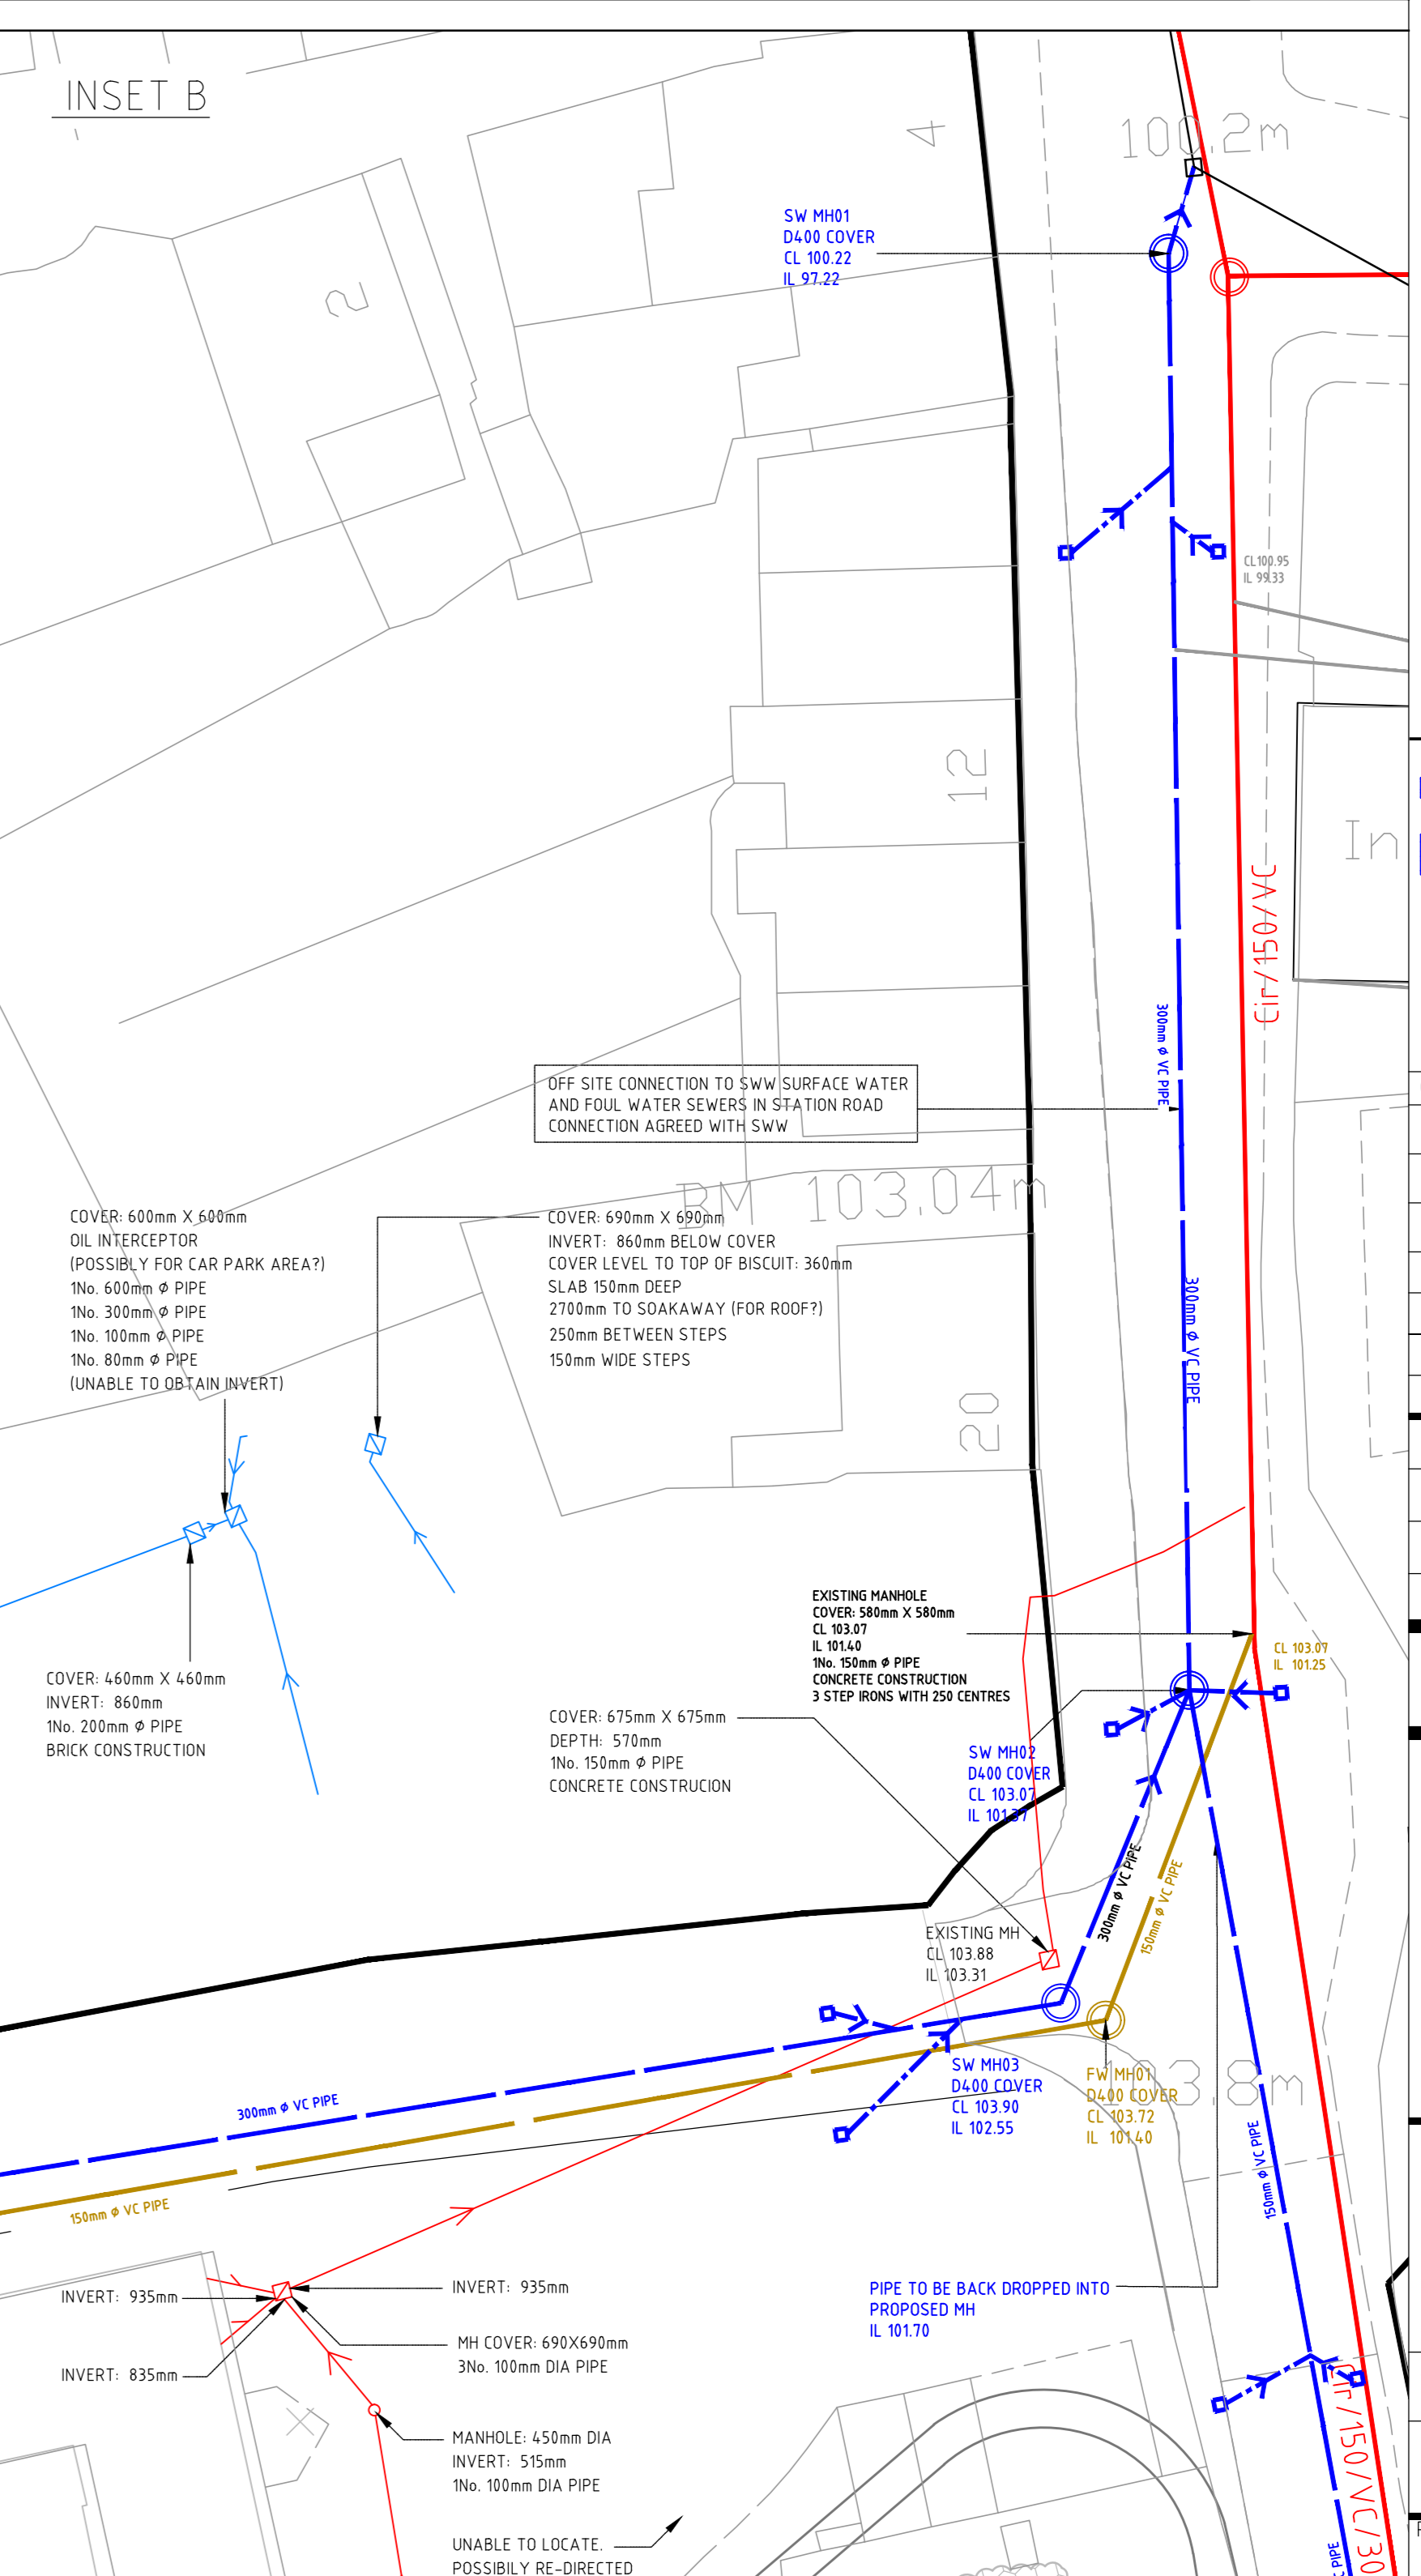 INSET B
4
100.2m
SW MH01
D400 COVER
CL 100.22
IL 97.22
2
CL100.95
IL 99.33
12
In
Cir/150/VC
300mm ϕ VC PIPE
OFF SITE CONNECTION TO SWW SURFACE WATER
AND FOUL WATER SEWERS IN STATION ROAD
CONNECTION AGREED WITH SWW
BM 103.04m
COVER: 600mm X 600mm
OIL INTERCEPTOR
(POSSIBLY FOR CAR PARK AREA?)
1No. 600mm ϕ PIPE
1No. 300mm ϕ PIPE
1No. 100mm ϕ PIPE
1No. 80mm ϕ PIPE
(UNABLE TO OBTAIN INVERT)
COVER: 690mm X 690mm
INVERT: 860mm BELOW COVER
COVER LEVEL TO TOP OF BISCUIT: 360mm
SLAB 150mm DEEP
2700mm TO SOAKAWAY (FOR ROOF?)
250mm BETWEEN STEPS
150mm WIDE STEPS
300mm ϕ VC PIPE
20
EXISTING MANHOLE
COVER: 580mm X 580mm
CL 103.07
IL 101.40
1No. 150mm ϕ PIPE
CONCRETE CONSTRUCTION
3 STEP IRONS WITH 250 CENTRES
CL 103.07
IL 101.25
COVER: 460mm X 460mm
INVERT: 860mm
1No. 200mm ϕ PIPE
BRICK CONSTRUCTION
COVER: 675mm X 675mm
DEPTH: 570mm
1No. 150mm ϕ PIPE
CONCRETE CONSTRUCION
SW MH02
D400 COVER
CL 103.07
IL 101.37
300mm ϕ VC PIPE
150mm ϕ VC PIPE
EXISTING MH
CL 103.88
IL 103.31
SW MH03
D400 COVER
CL 103.90
IL 102.55
FW MH01
D400 COVER
CL 103.72
IL 101.40
103.8m
300mm ϕ VC PIPE
150mm ϕ VC PIPE
150mm ϕ VC PIPE
INVERT: 935mm
INVERT: 935mm
PIPE TO BE BACK DROPPED INTO
PROPOSED MH
IL 101.70
MH COVER: 690X690mm
3No. 100mm DIA PIPE
INVERT: 835mm
MANHOLE: 450mm DIA
INVERT: 515mm
1No. 100mm DIA PIPE
Cir/150/VC/30
UNABLE TO LOCATE.
POSSIBILY RE-DIRECTED
PIPE